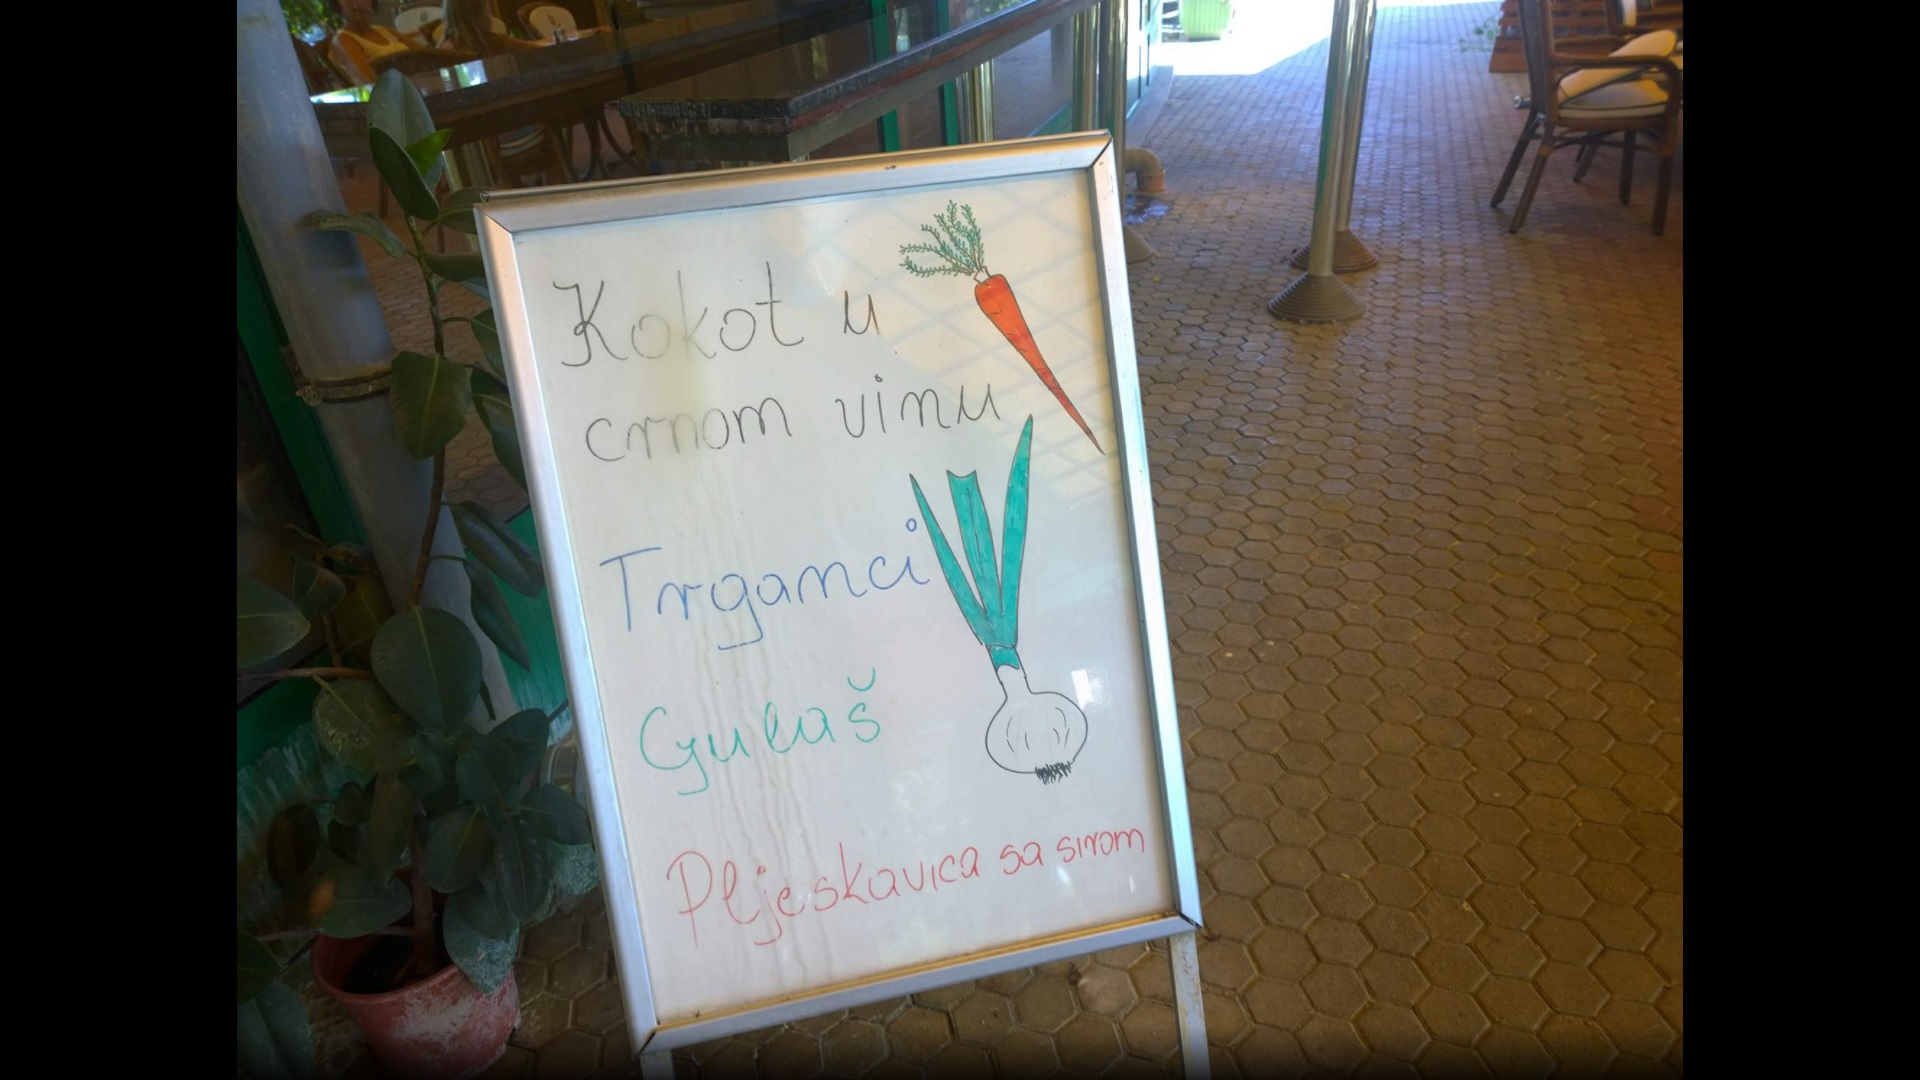 Kokot u
crnom vinu
Trganci
Gulaš
Pljeskavica sa sirom